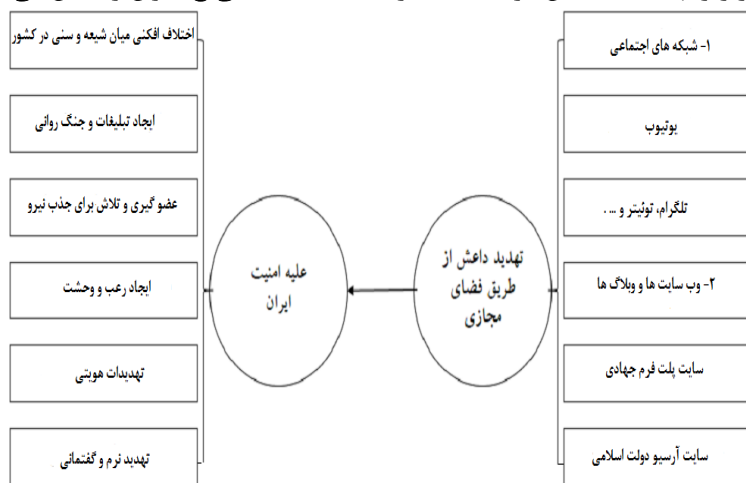 ۱- شبکه های اجتماعی
یوتیوب
تلگرام، توئیتر و ... .
۲- وب سایت ها و وبلاگ ها
سایت پلت فرم جهادی
سایت آرسیو دولت اسلامی
تهدید داعش از
طریق فضای
مجازی
علیه امنیت
ایران
اختلاف افکنی میان شیعه و سنی در کشور
ایجاد تبلیغات و جنگ روانی
عضو گیری و تلاش برای جذب نیرو
ایجاد رعب و وحشت
تهدیدات هویتی
تهدید نرم و گفتمانی